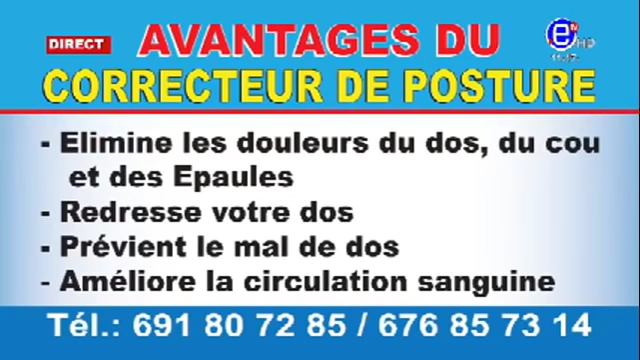 DIRECT
AVANTAGES DU
CORRECTEUR DE POSTURE
- Elimine les douleurs du dos, du cou
et des Epaules
- Redresse votre dos
- Prévient le mal de dos
- Améliore la circulation sanguine
Tél.: 691 80 72 85 / 676 85 73 14
HD